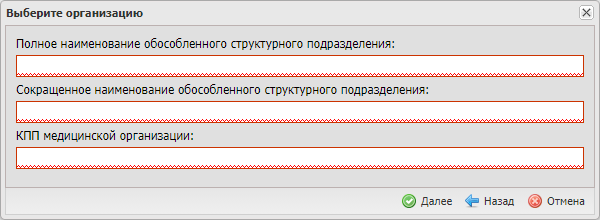 Выберите организацию
Полное наименование обособленного структурного подразделения:
Сокращенное наименование обособленного структурного подразделения:
КПП медицинской организации:
Далее Назад Отмена